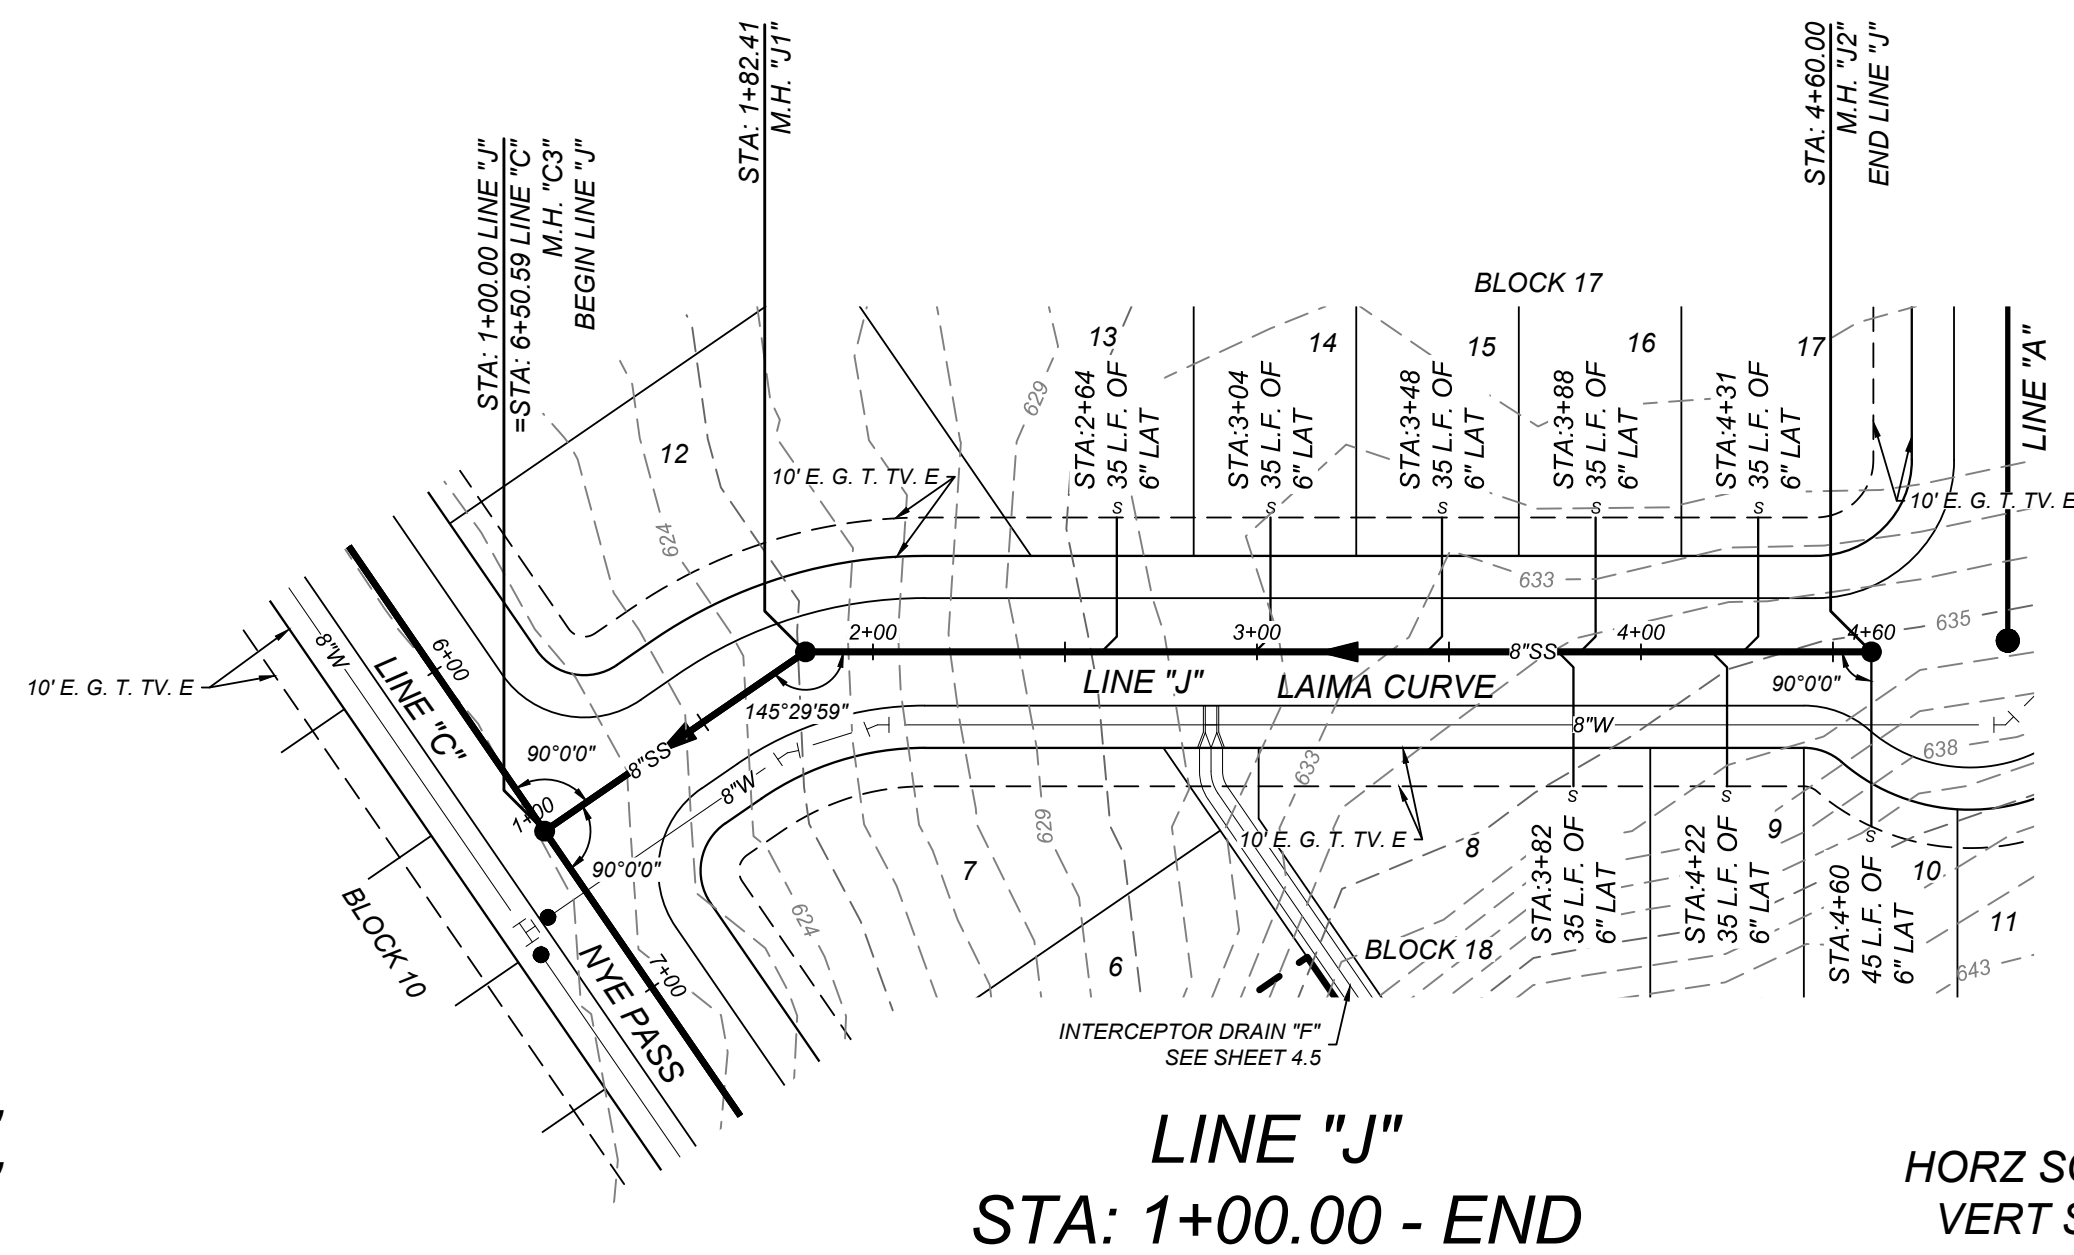 STA: 1+00.00 LINE "J"
=STA: 6+50.59 LINE "C"
M.H. "C3"
BEGIN LINE "J"
STA: 1+82.41
M.H. "J1"
STA: 4+60.00
M.H. "J2"
END LINE "J"
BLOCK 17
12
13
14
15
16
17
STA:2+64
35 L.F. OF
6" LAT
STA:3+04
35 L.F. OF
6" LAT
STA:3+48
35 L.F. OF
6" LAT
STA:3+88
35 L.F. OF
6" LAT
STA:4+31
35 L.F. OF
6" LAT
LINE "A"
10' E. G. T. TV. E
10' E. G. T. TV. E
S
S
S
S
S
624
629
633
635
638
2+00
3+00
4+00
4+60
8"SS
LINE "J"
LAIMA CURVE
90°0'0"
145°29'59"
8"W
10' E. G. T. TV. E
8"W
LINE "C"
6+00
90°0'0"
8"SS
8"W
1+00
90°0'0"
624
629
633
10' E. G. T. TV. E
7
6
8
9
10
11
S
S
S
STA:3+82
35 L.F. OF
6" LAT
STA:4+22
35 L.F. OF
6" LAT
STA:4+60
45 L.F. OF
6" LAT
643
BLOCK 18
BLOCK 10
NYE PASS
7+00
INTERCEPTOR DRAIN "F"
SEE SHEET 4.5
LINE "J"
STA: 1+00.00 - END
HORZ
VERT